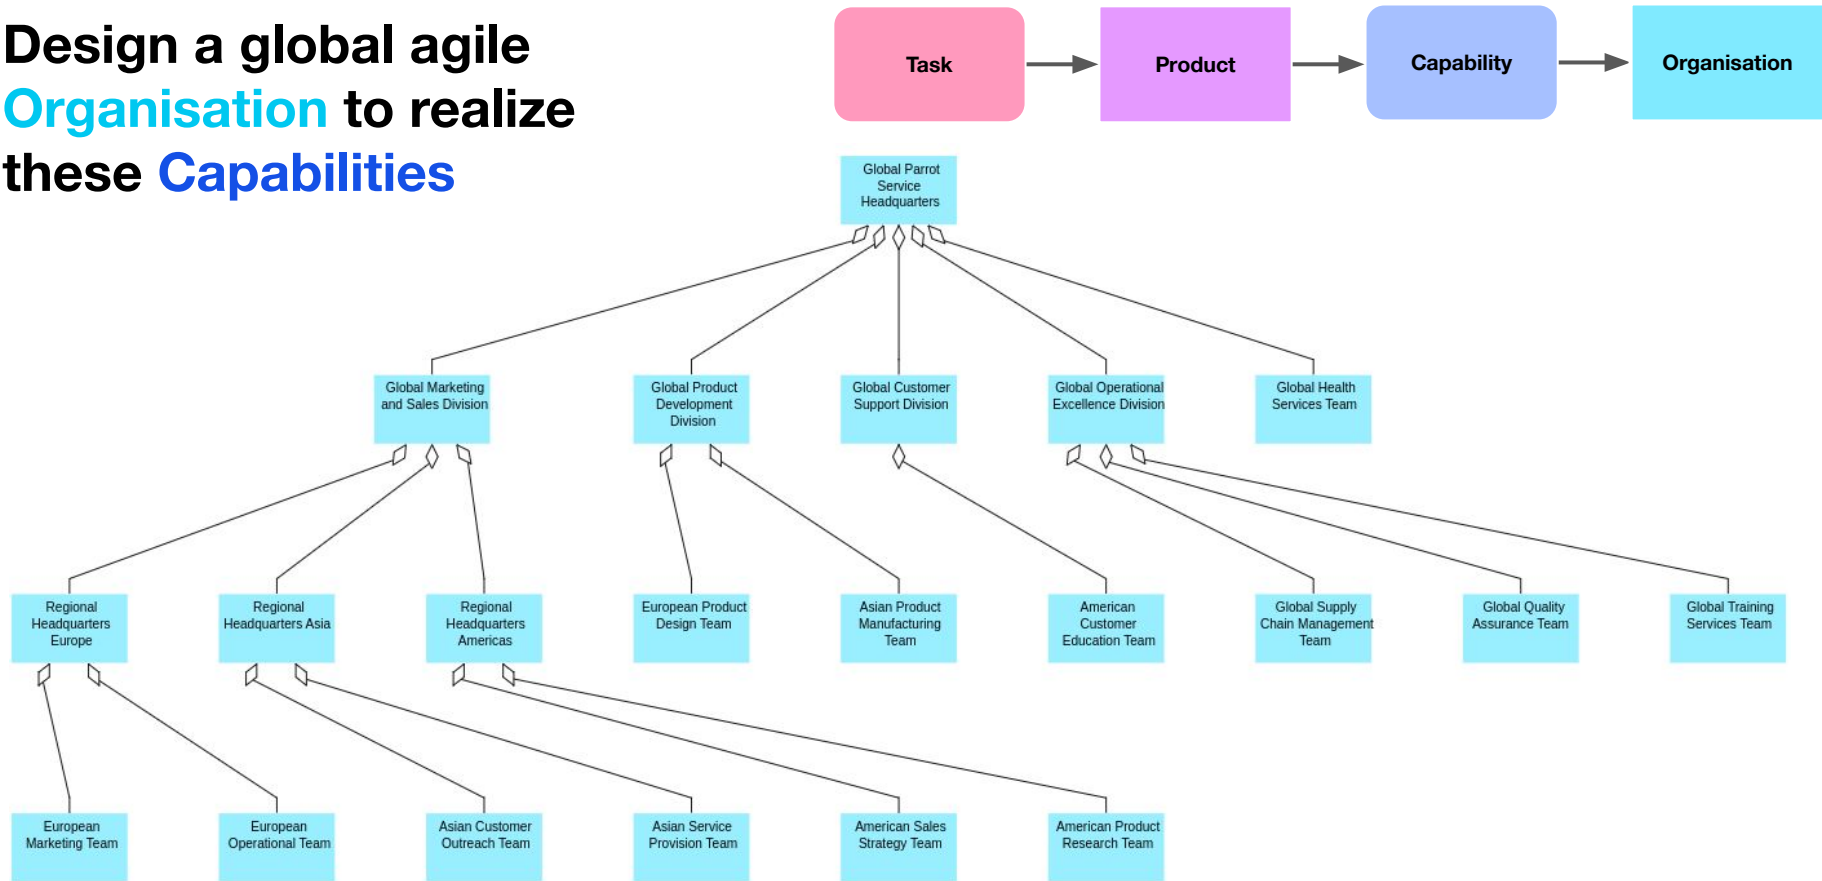 Design a global agile
Organisation to realize
these Capabilities
Task
Product
Capability
Organisation
Global Parrot
Service
Headquarters
Global Marketing
and Sales Division
Global Product
Development
Division
Global Customer
Support Division
Global Operational
Excellence Division
Global Health
Services Team
Regional
Headquarters
Europe
Regional
Headquarters Asia
Regional
Headquarters
Americas
European Product
Design Team
Asian Product
Manufacturing
Team
American
Customer
Education Team
Global Supply
Chain Management
Team
Global Quality
Assurance Team
Global Training
Services Team
European
Marketing Team
European
Operational Team
Asian Customer
Outreach Team
Asian Service
Provision Team
American Sales
Strategy Team
American Product
Research Team